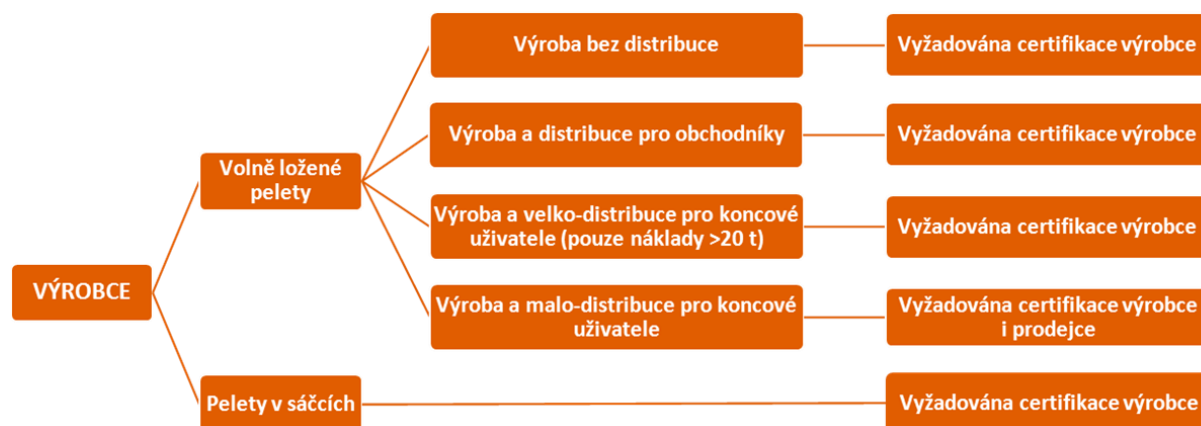 VÝROBCE
Volně ložené
pelety
Výroba bez distribuce
Vyžadována certifikace výrobce
Výroba a distribuce pro obchodníky
Vyžadována certifikace výrobce
Výroba a velko-distribuce pro koncové
uživatele (pouze náklady >20 t)
Vyžadována certifikace výrobce
Výroba a malo-distribuce pro koncové
uživatele
Vyžadována certifikace výrobce
i prodejce
Pelety v sáčcích
Vyžadována certifikace výrobce